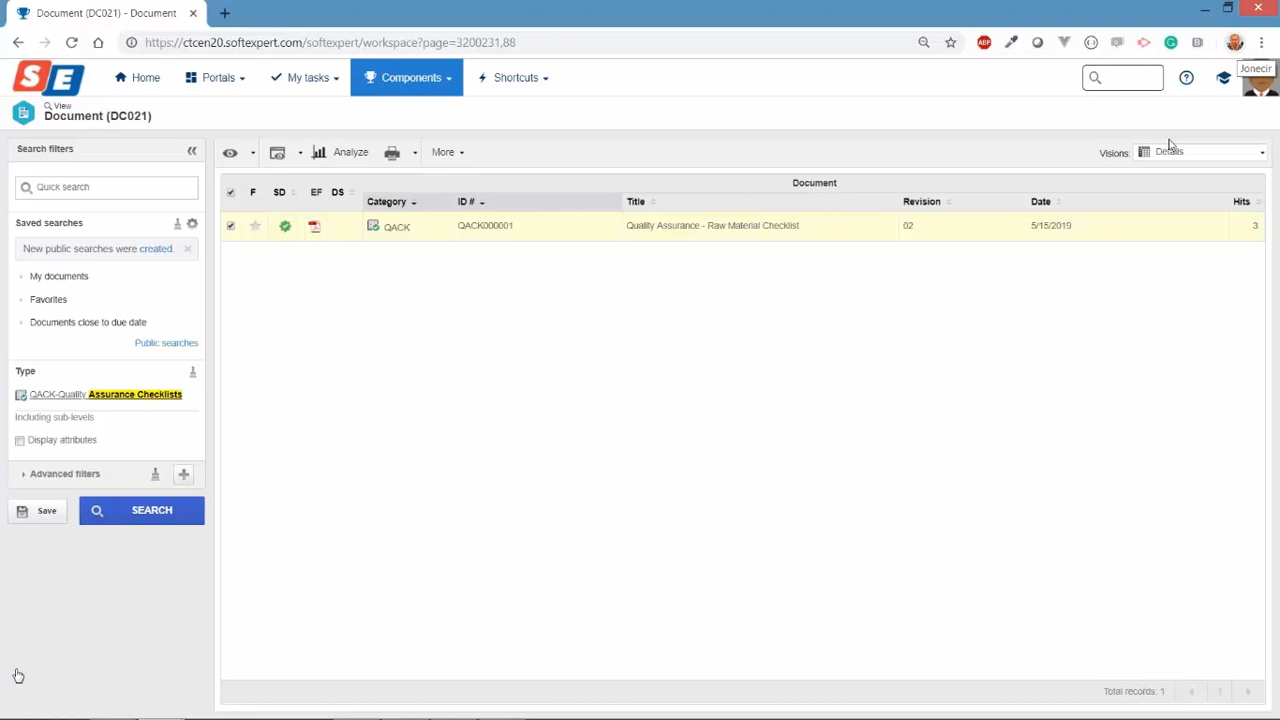 Document (DC021) - Document
https://ctcen20.softexpert.com/softexpert/workspace?page=3200231,88
ABP
SE
Home
Portals
My tasks
Components
Shortcuts
Jonecir
View
Document (DC021)
Search filters
Quick search
Saved searches
New public searches were created.
My documents
Favorites
Documents close to due date
Public searches
Type
QACK-Quality Assurance Checklists
Including sub-levels
Display attributes
Advanced filters
Save
SEARCH
Analyze
More
Visions:
Details
Document
F
SD
EF
DS
Category
ID #
Title
Revision
Date
Hits
QACK
QACK000001
Quality Assurance - Raw Material Checklist
02
5/15/2019
3
Total records: 1
1